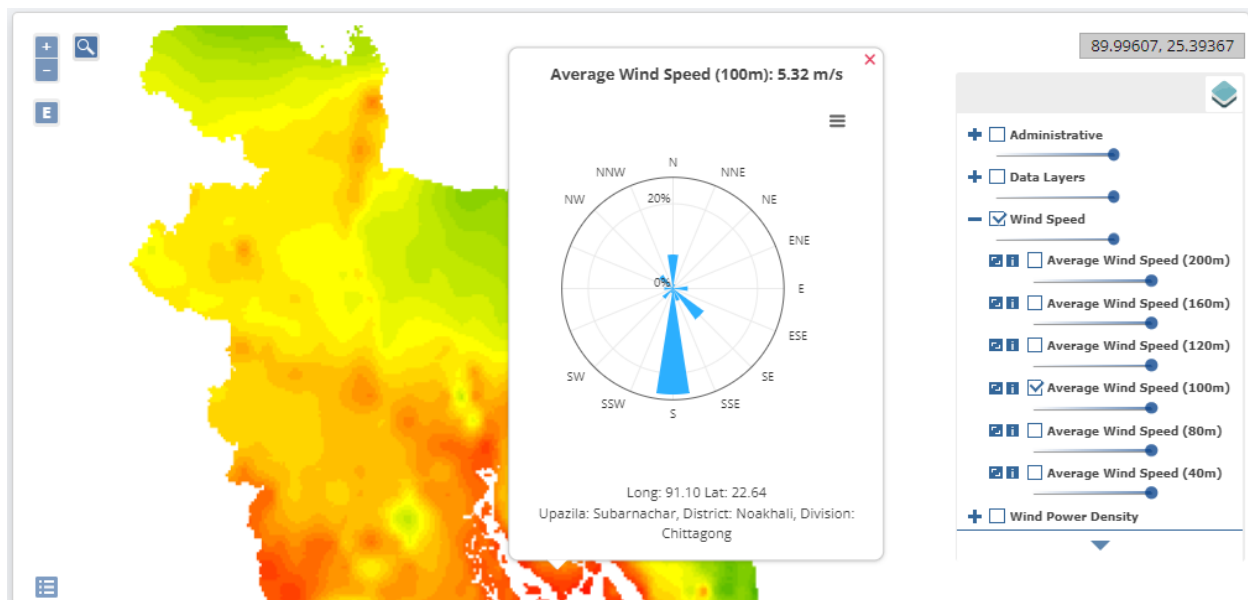 +
−
E
Average Wind Speed (100m): 5.32 m/s
N
NNE
NE
ENE
E
ESE
SE
SSE
S
SSW
SW
NW
NNW
20%
0%
Long: 91.10 Lat: 22.64
Upazila: Subarnachar, District: Noakhali, Division:
Chittagong
89.99607, 25.39367
Administrative
Data Layers
Wind Speed
Average Wind Speed (200m)
Average Wind Speed (160m)
Average Wind Speed (120m)
Average Wind Speed (100m)
Average Wind Speed (80m)
Average Wind Speed (40m)
Wind Power Density